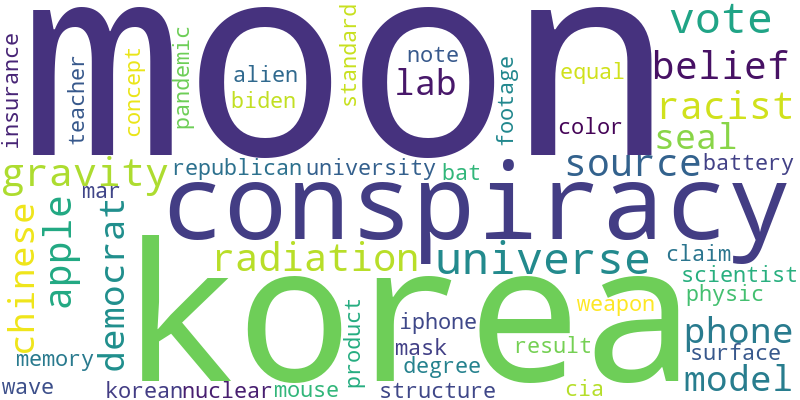 moon
conspiracy
korea
insurance
teacher
concept
pandemic
alien
biden
standard
note
lab
footage
equal
color
vote
belief
racist
seal
gravity
republican
university
bat
source
battery
mar
chinese
apple
democrat
radiation
universe
claim
scientist
physic
weapon
iphone
mask
degree
product
result
phone
surface
model
memory
wave
korean
nuclear
mouse
structure
cia